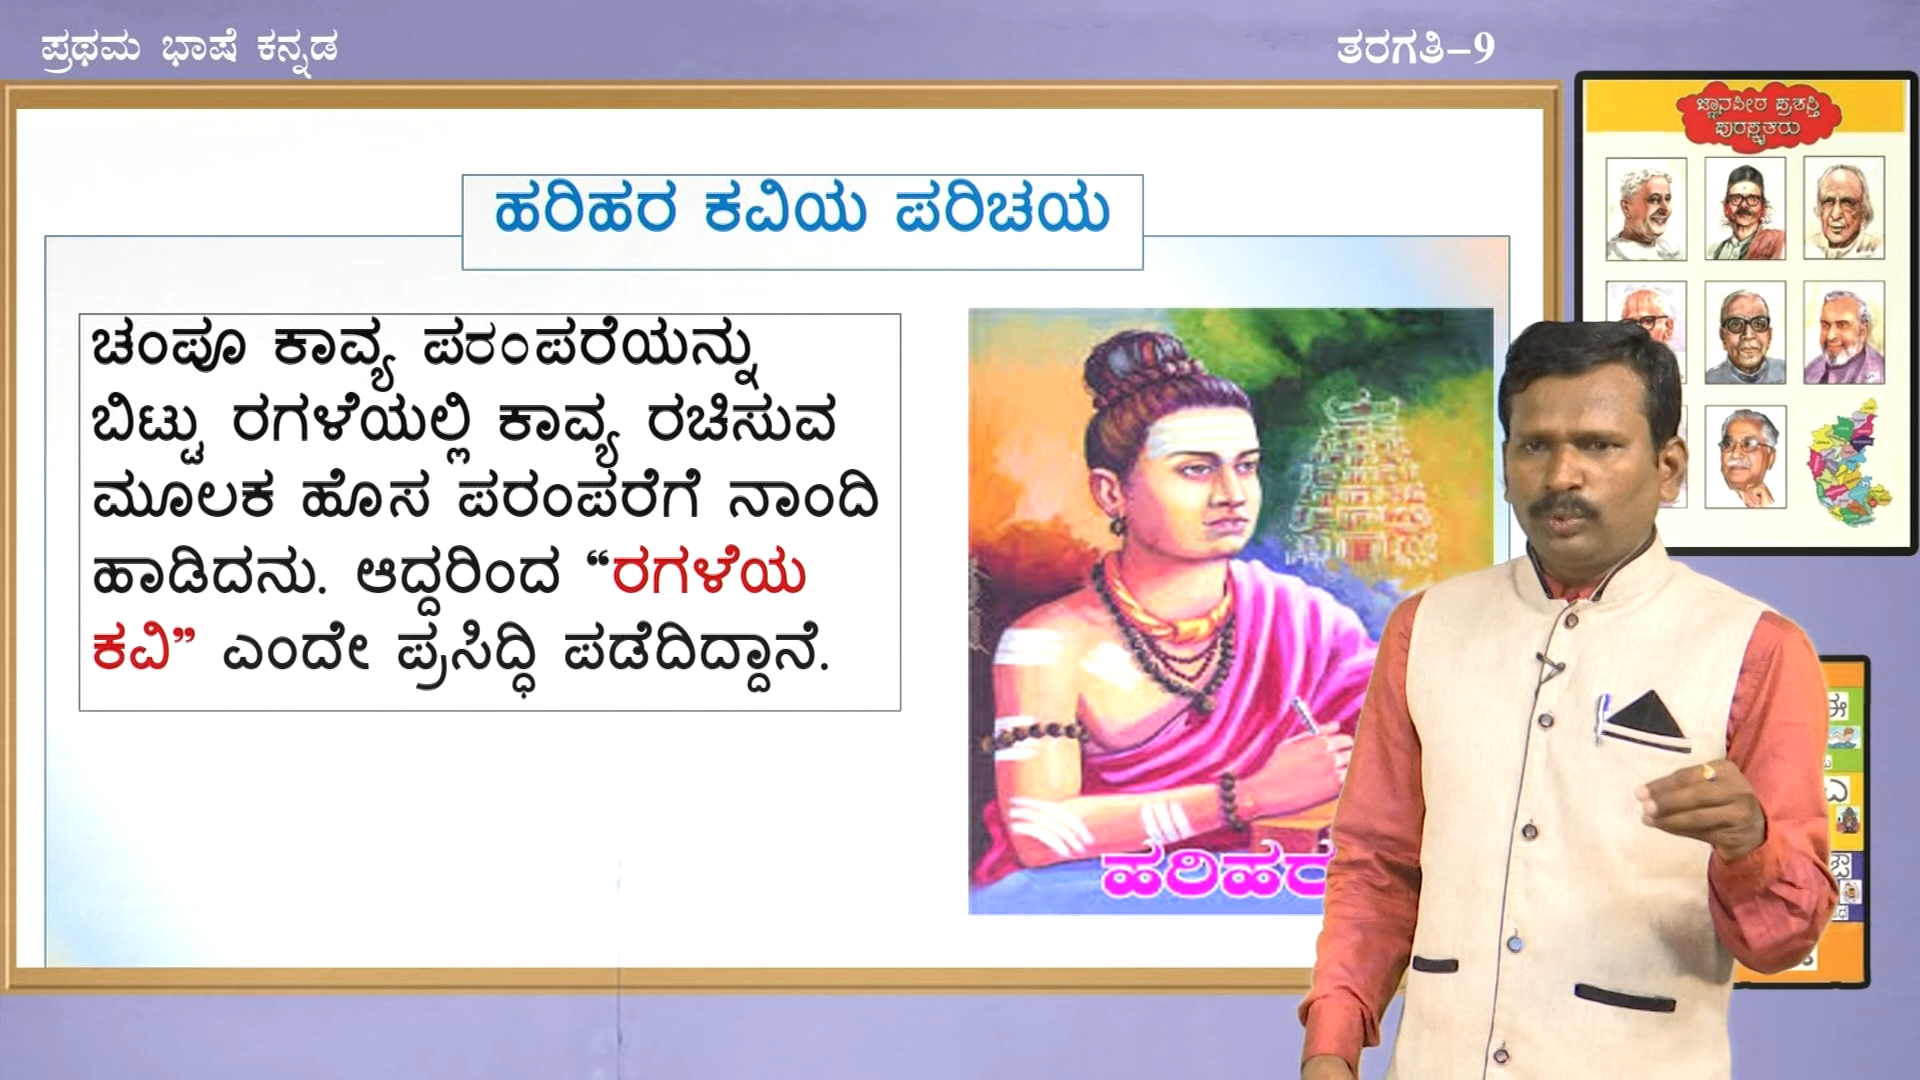 ಪ್ರಥಮ ಭಾಷೆ ಕನ್ನಡ
ತರಗತಿ-9
ಜ್ಞಾನಪೀಠ ಪ್ರಶಸ್ತಿ
ಪುರಸ್ಕೃತರು
ಹರಿಹರ ಕವಿಯ ಪರಿಚಯ
ಚಂಪೂ ಕಾವ್ಯ ಪರಂಪರೆಯನ್ನು
ಬಿಟ್ಟು ರಗಳೆಯಲ್ಲಿ ಕಾವ್ಯ ರಚಿಸುವ
ಮೂಲಕ ಹೊಸ ಪರಂಪರೆಗೆ ನಾಂದಿ
ಹಾಡಿದನು. ಆದ್ದರಿಂದ “ರಗಳೆಯ
ಕವಿ” ಎಂದೇ ಪ್ರಸಿದ್ಧಿ ಪಡೆದಿದ್ದಾನೆ.
ಹರಿಹರ